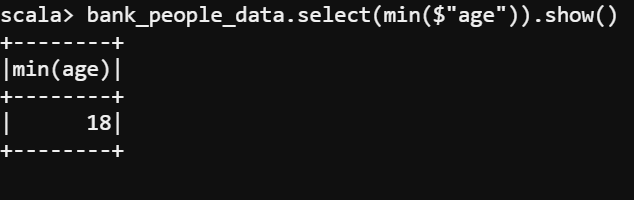 scala> bank_people_data.select(min($"age")).show()
+--------+
|min(age)|
+--------+
|      18|
+--------+